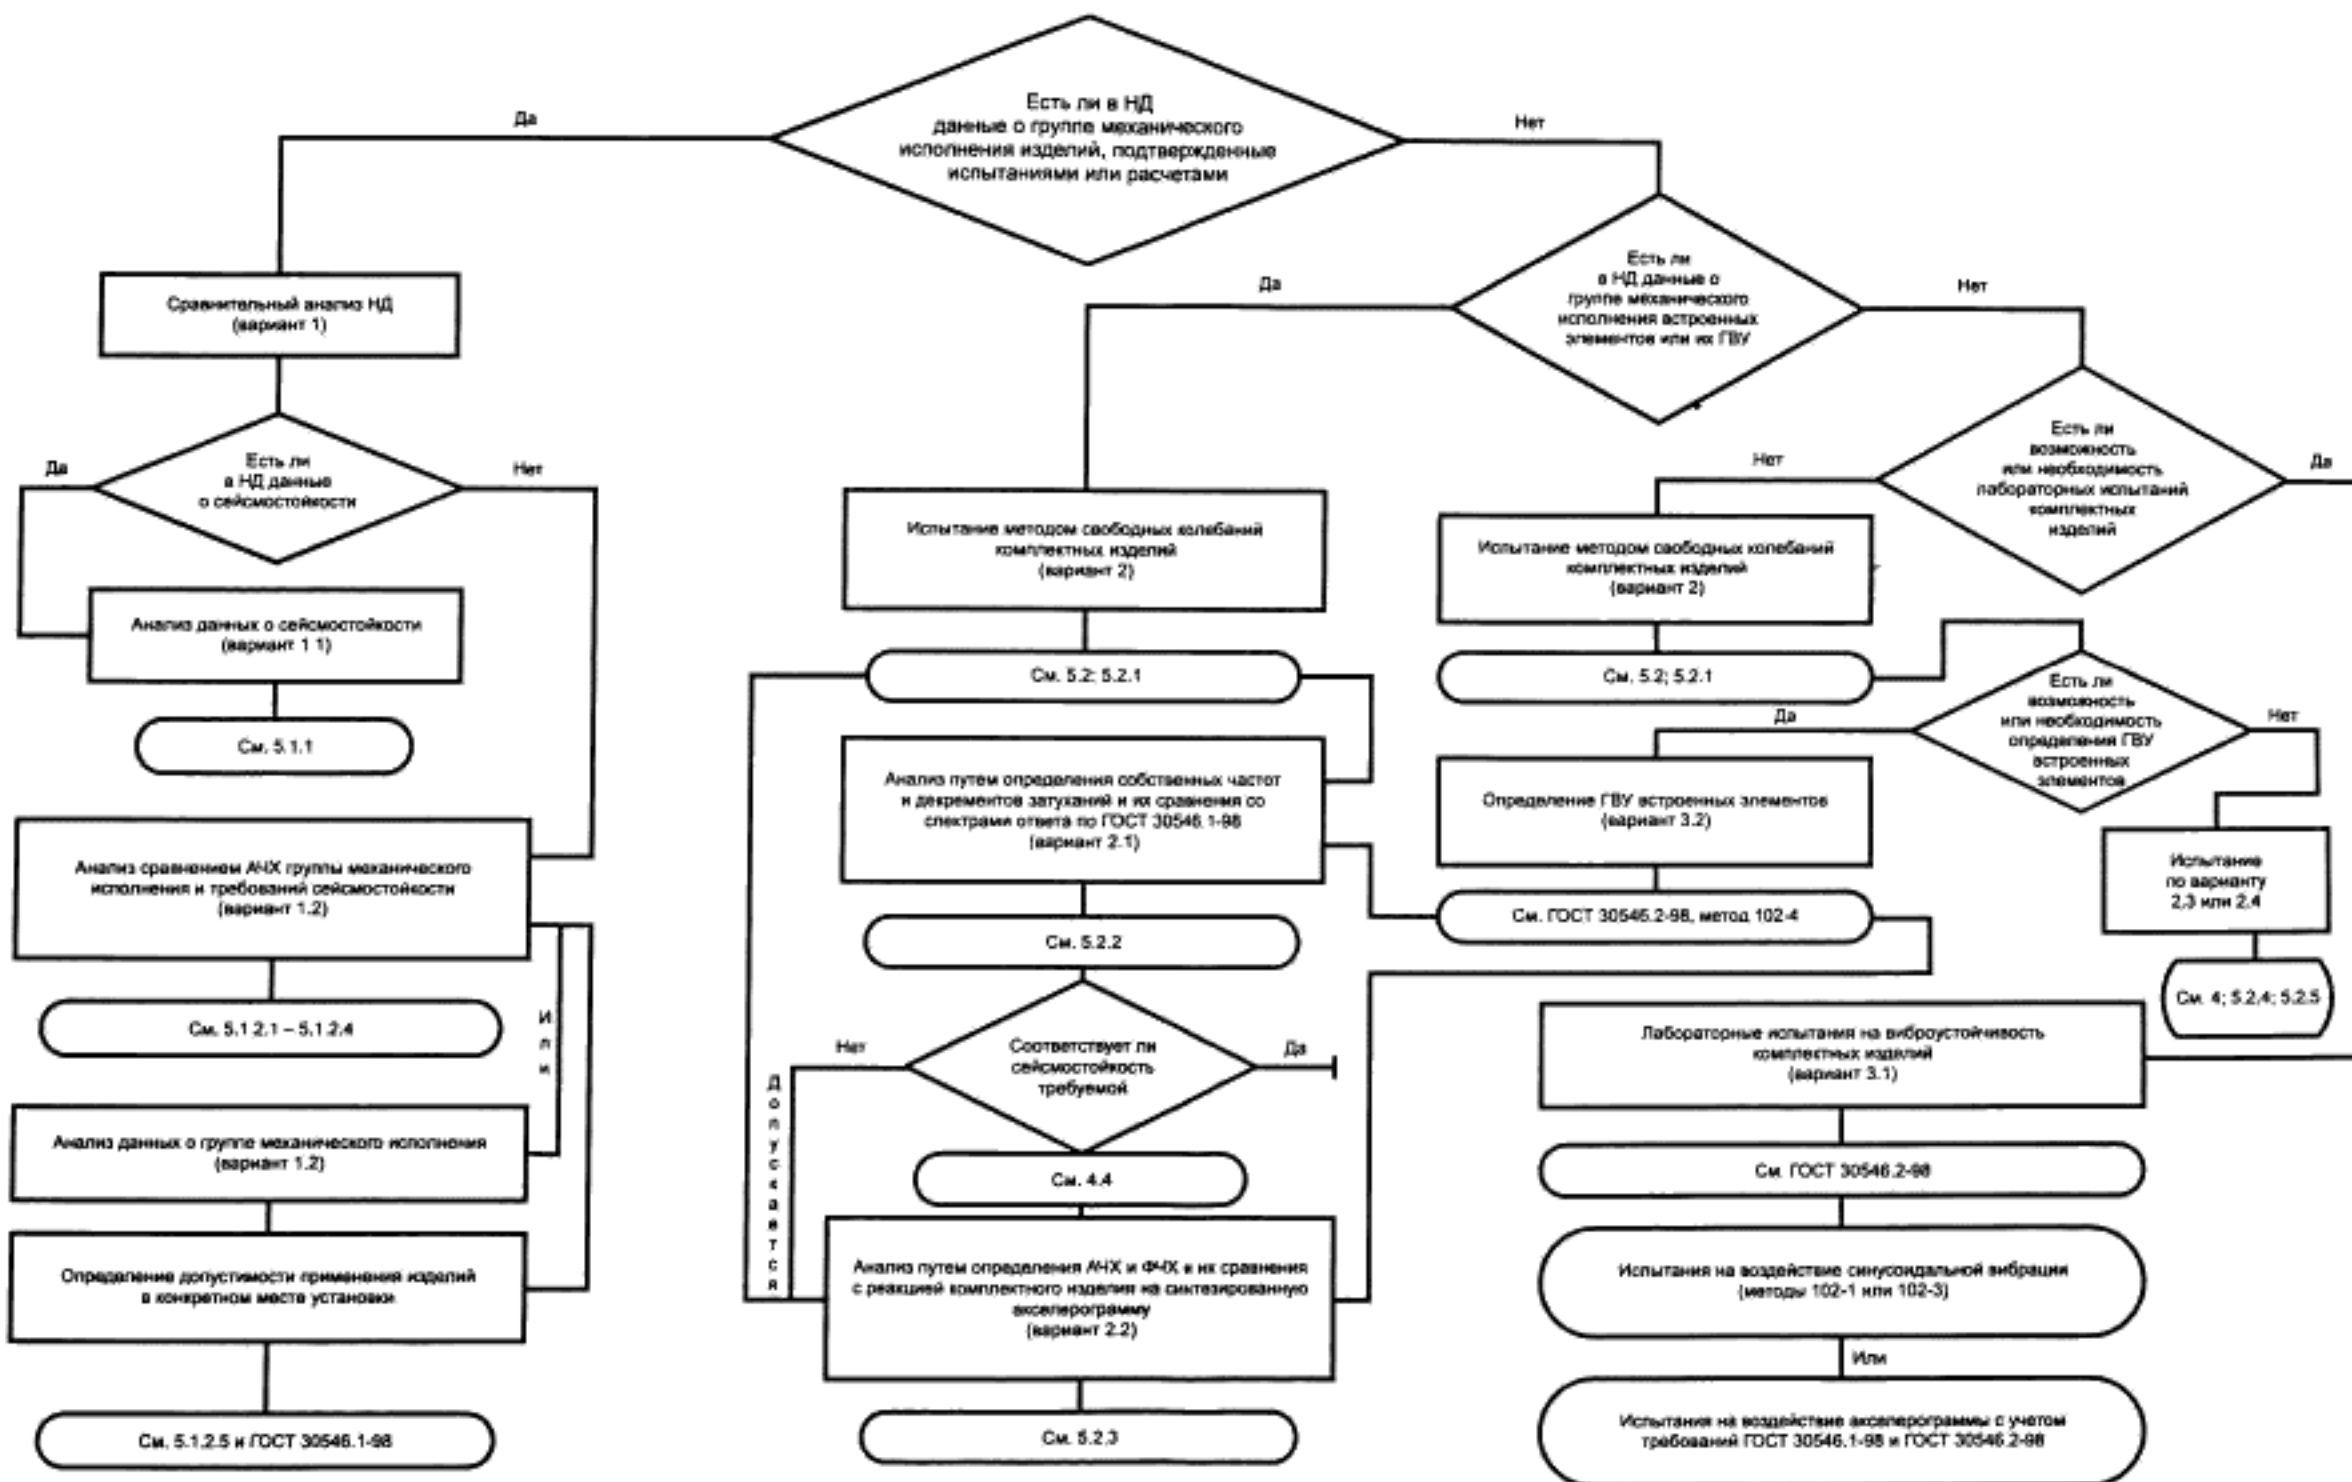 Есть ли в НД
данные о группе механического
исполнения изделий, подтвержденные
испытаниями или расчетами
Да
Нет
Сравнительный анализ НД
(вариант 1)
Есть ли
в НД данные
о сейсмостойкости
Да
Нет
Анализ данных о сейсмостойкости
(вариант 1 1)
См. 5.1.1
Анализ сравнением АЧХ группы механического
исполнения и требований сейсмостойкости
(вариант 1.2)
См. 5.1 2.1 – 5.1.2.4
Или
Анализ данных о группе механического исполнения
(вариант 1.2)
Определение допустимости применения изделий
в конкретном месте установки
См. 5.1.2.5 и ГОСТ 30546.1-98
Есть ли
в НД данные о
группе механического
исполнения встроенных
элементов или их ГВУ
Да
Нет
Испытание методом свободных колебаний
комплектных изделий
(вариант 2)
См. 5.2; 5.2.1
Анализ путем определения собственных частот
и декрементов затуханий и их сравнения со
спектрами ответа по ГОСТ 30546.1-98
(вариант 2.1)
См. 5.2.2
Соответствует ли
сейсмостойкость
требуемой
Нет
Да
Допускается
См. 4.4
Анализ путем определения АЧХ и ФЧХ и их сравнения
с реакцией комплектного изделия на синтезированную
акселерограмму
(вариант 2.2)
См. 5.2.3
Есть ли
возможность
или необходимость
лабораторных испытаний
комплектных
изделий
Нет
Да
Испытание методом свободных колебаний
комплектных изделий
(вариант 2)
См. 5.2; 5.2.1
Есть ли
возможность
или необходимость
определения ГВУ
встроенных
элементов
Да
Нет
Определение ГВУ встроенных элементов
(вариант 3.2)
См. ГОСТ 30546.2-98, метод 102-4
Испытание
по варианту
2,3 или 2.4
См. 4; 5.2.4; 5.2.5
Лабораторные испытания на виброустойчивость
комплектных изделий
(вариант 3.1)
См. ГОСТ 30546.2-98
Испытания на воздействие синусоидальной вибрации
(методы 102-1 или 102-3)
Или
Испытания на воздействие акселерограммы с учетом
требований ГОСТ 30546.1-98 и ГОСТ 30546.2-98